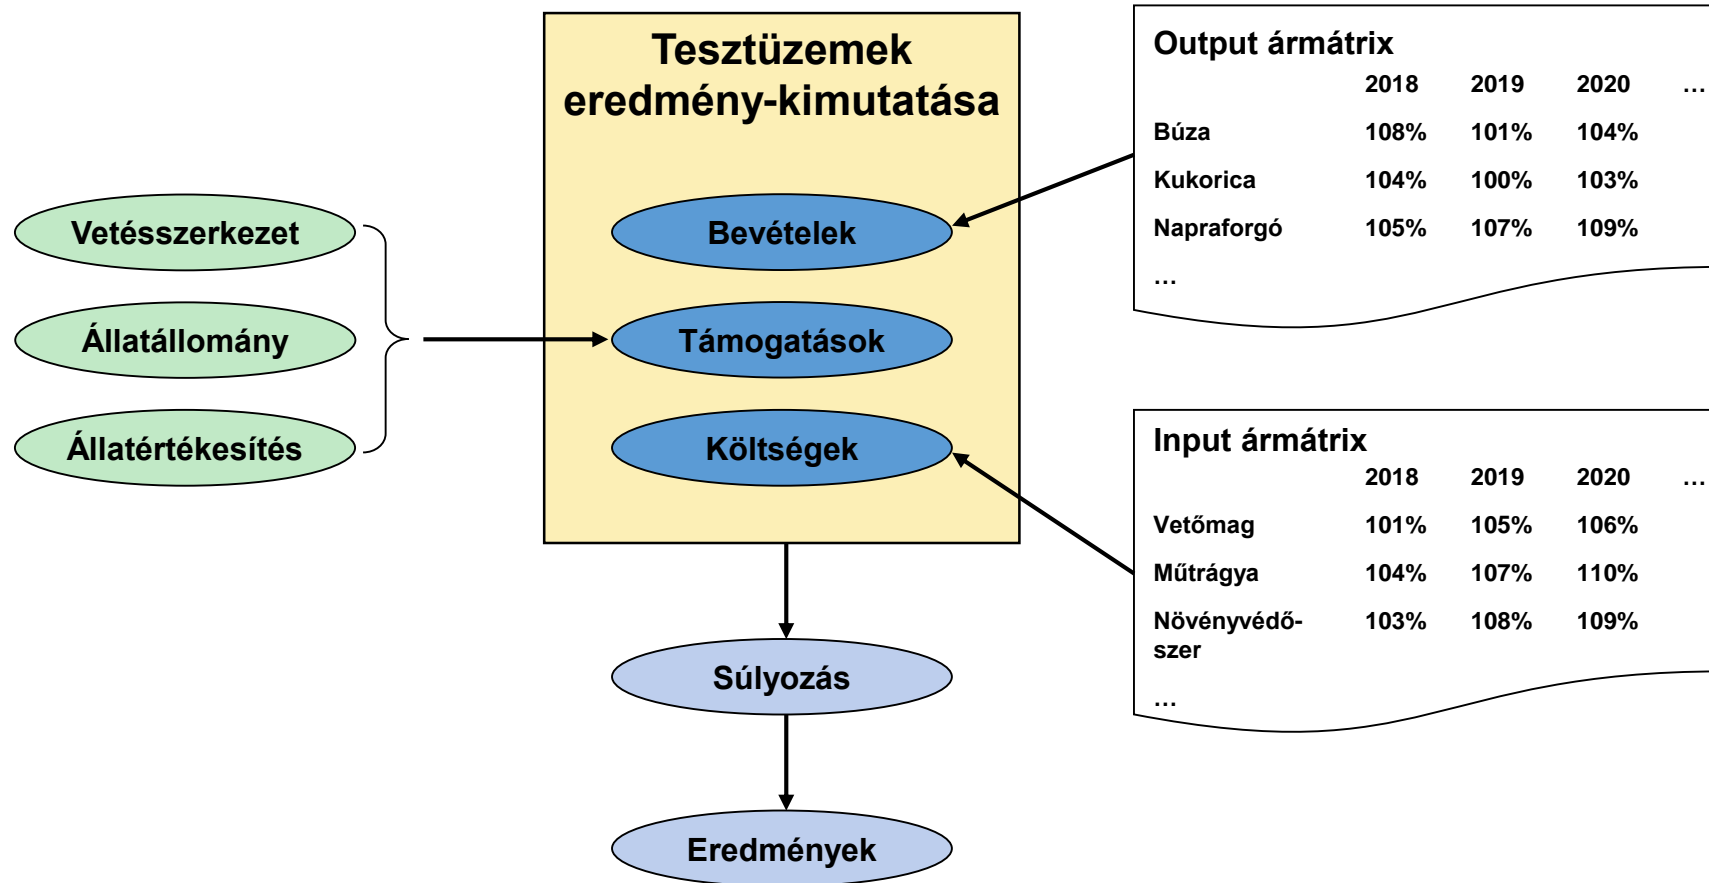 Tesztüzemek
eredmény-kimutatása
Vetésszerkezet
Állatállomány
Állatértékesítés
Bevételek
Támogatások
Költségek
Súlyozás
Eredmények
Output ármátrix
2018 2019 2020 ...
Búza 108% 101% 104%
Kukorica 104% 100% 103%
Napraforgó 105% 107% 109%
...
Input ármátrix
2018 2019 2020 ...
Vetőmag 101% 105% 106%
Műtrágya 104% 107% 110%
Növényvédő- 103% 108% 109%
szer
...